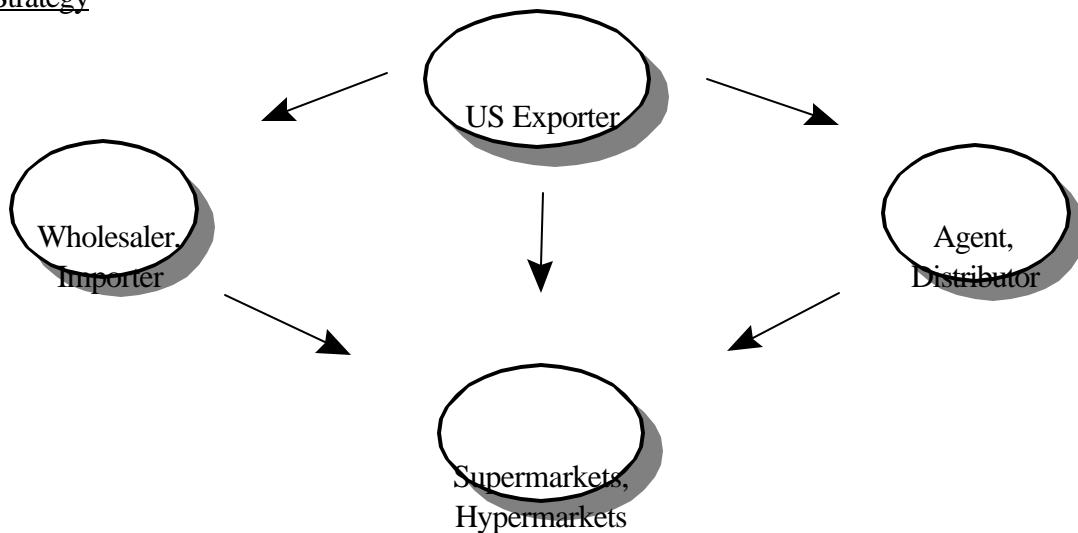 Strategy
US Exporter
Wholesaler,
Importer
Agent,
Distributor
Supermarkets,
Hypermarkets